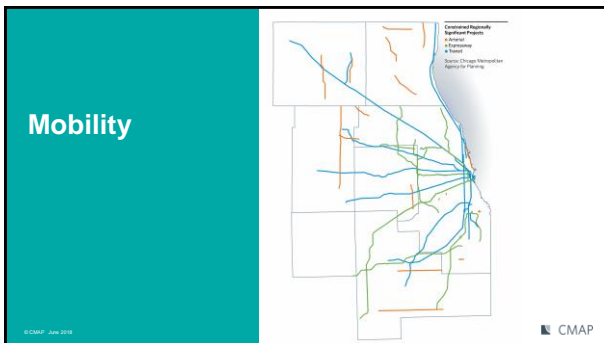 Mobility
Constrained Regionally
Significant Projects
Arterial
Expressway
Transit
Source: Chicago Metropolitan
Agency for Planning
© CMAP June 2018
CMAP